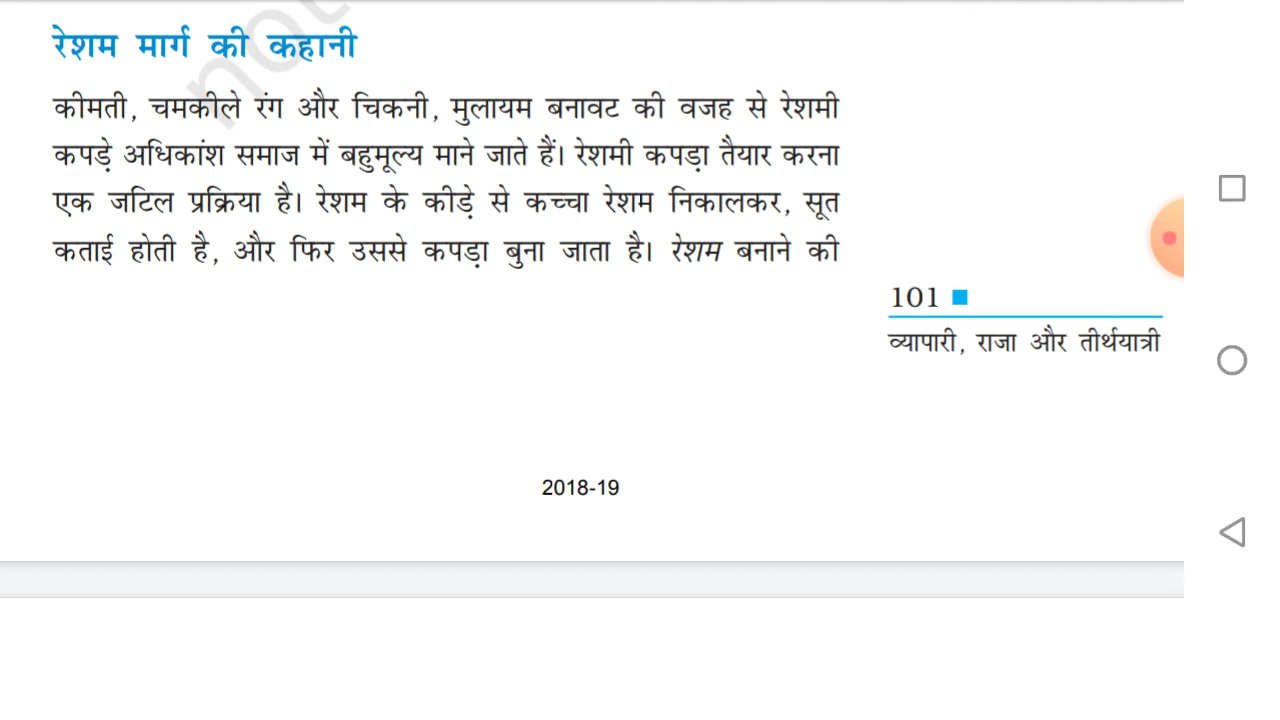 रेशम मार्ग की कहानी
कीमती, चमकीले रंग और चिकनी, मुलायम बनावट की वजह से रेशमी
कपड़े अधिकांश समाज में बहुमूल्य माने जाते हैं। रेशमी कपड़ा तैयार करना
एक जटिल प्रक्रिया है। रेशम के कीड़े से कच्चा रेशम निकालकर, सूत
कताई होती है, और फिर उससे कपड़ा बुना जाता है। रेशम बनाने की
101
व्यापारी, राजा और तीर्थयात्री
2018-19